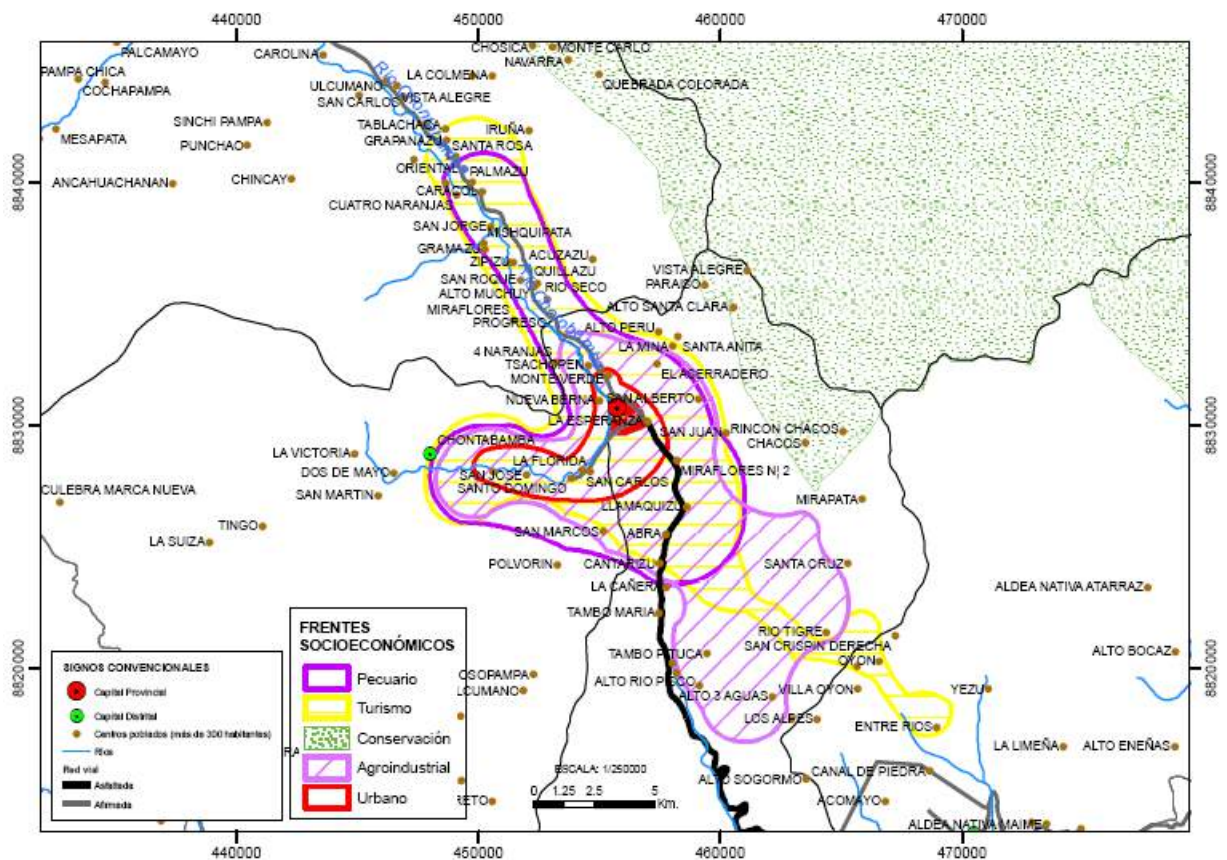 440000 450000 460000 470000
PALCAMAYO
CAROLINA
CHOSICA
MONTE CARLO
NAVARRA
PAMPA CHICA
COCHAPAMPA
ULCUMANO
LA COLMENA
QUEBRADA COLORADA
SAN CARLOS
VISTA ALEGRE
SINCHI PAMPA
TABLACHACA
IRUÑA
MESAPATA
PUNCHAO
GRAPANAZU
SANTA ROSA
8840000
ORIENTAL
PALMAZU
8840000
ANCAHUACHANAN
CHINCAY
CARACOL
CUATRO NARANJAS
SAN JORGE
MISHQUIPATA
GRAMAZU
ZIPIZU
ACUZAZU
QUILLAZU
VISTA ALEGRE
SAN ROQUE
RIO SECO
PARAISO
ALTO MUCHUY
MIRAFLORES
ALTO SANTA CLARA
PROGRESO
ALTO PERU
4 NARANJAS
LA MINA
SANTA ANITA
TSACHOPEN
EL ACERRADERO
MONTE VERDE
NUEVA BERNA
SAN ALBERTO
8830000
LA ESPERANZA
SAN JUAN
RINCON CHACOS
8830000
CHONTABAMBA
CHACOS
LA VICTORIA
LA FLORIDA
DOS DE MAYO
SAN JOSE
MIRAFLORES N¦ 2
SANTO DOMINGO
SAN CARLOS
CULEBRA MARCA NUEVA
SAN MARTIN
MIRAPATA
LLAMAQUIZU
TINGO
SAN MARCOS
ABRA
LA SUIZA
POLVORIN
CANTARIZU
SANTA CRUZ
LA CAÑERA
ALDEA NATIVA ATARRAZ
TAMBO MARIA
RIO TIGRE
SAN CRISPIN DERECHA
8820000
TAMBO PITUCA
OYON
ALTO BOCAZ
8820000
OSOPAMPA
ALTO RIO PISCO
LCUMANO
ALTO 3 AGUAS
VILLA OYON
YEZU
LOS ALPES
ENTRE RIOS
LA LIMEÑA
ALTO ENEÑAS
ALTO SOGORMO
CANAL DE PIEDRA
RETO
ACOMAYO
ALDEA NATIVA MAIME
FRENTES
SOCIOECONÓMICOS
Pecuario
Turismo
Conservación
Agroindustrial
Urbano
SIGNOS CONVENCIONALES
Capital Provincial
Capital Distrital
Centros poblados (más de 300 habitantes)
Ríos
Red vial
Asfaltada
Afirmada
RA
ESCALA: 1/250000
0 1.25 2.5 5
Km.
440000 450000 460000 470000